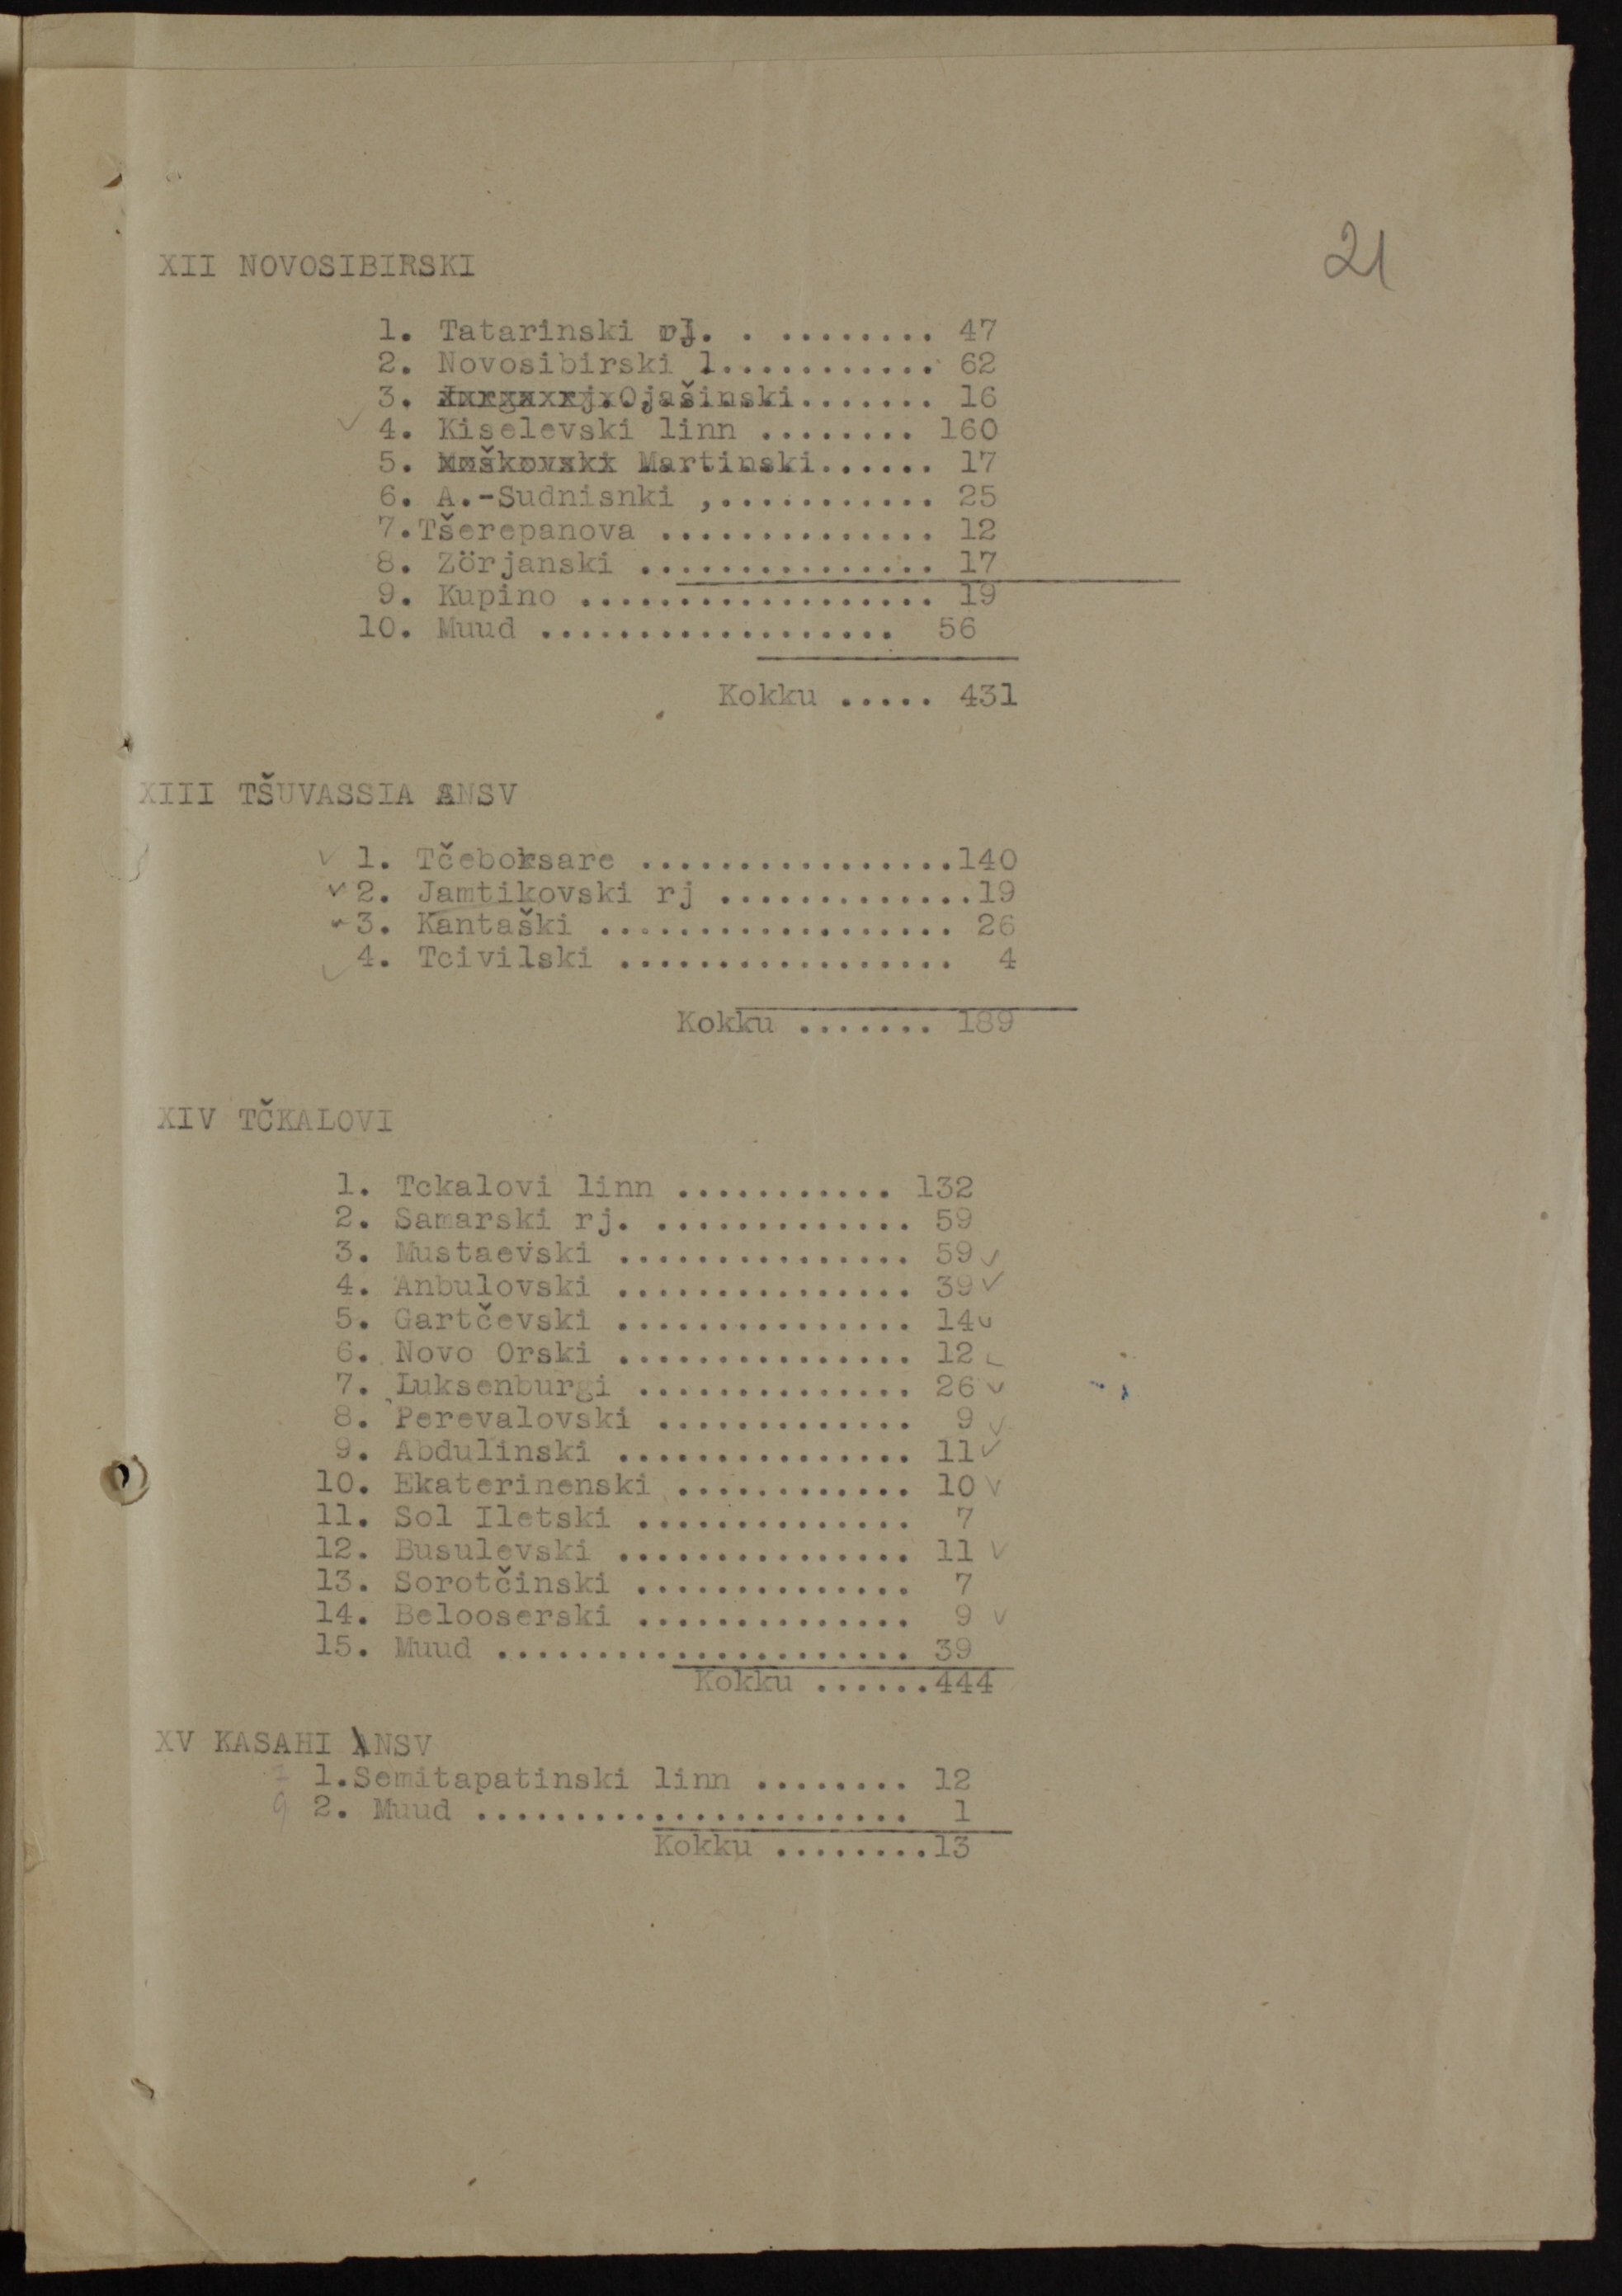 21
XII NOVOSIBIRSKI
1. Tatarinski rj. . ........ 47
2. Novosibirski l........... 62
3. Ojašinski....... 16
4. Kiselevski linn ........ 160
5. Moškovski Martinski...... 17
6. A.-Sudnisnki ,........... 25
7.Tšerepanova .............. 12
8. Zörjanski ............... 17
9. Kupino .................. 19
10. Muud .................. 56
Kokku ..... 431
XIII TŠUVASSIA ANSV
1. Tčeboksare ................140
2. Jamtikovski rj .............19
3. Kantaški .................. 26
4. Tcivilski ................. 4
Kokku ....... 189
XIV TČKALOVI
1. Tckalovi linn ........... 132
2. Samarski rj. ............. 59
3. Mustaevski ............... 59
4. Anbulovski ............... 39
5. Gartčevski ............... 14
6. Novo Orski ............... 12
7. Luksenburgi .............. 26
8. Perevalovski ............. 9
9. Abdulinski ............... 11
10. Ekaterinenski ............ 10
11. Sol Iletski .............. 7
12. Busulevski ............... 11
13. Sorotčinski .............. 7
14. Belooserski .............. 9
15. Muud ..................... 39
Kokku ......444
XV KASAHI ANSV
1.Semitapatinski linn ........ 12
2. Muud ...................... 1
Kokku ........13